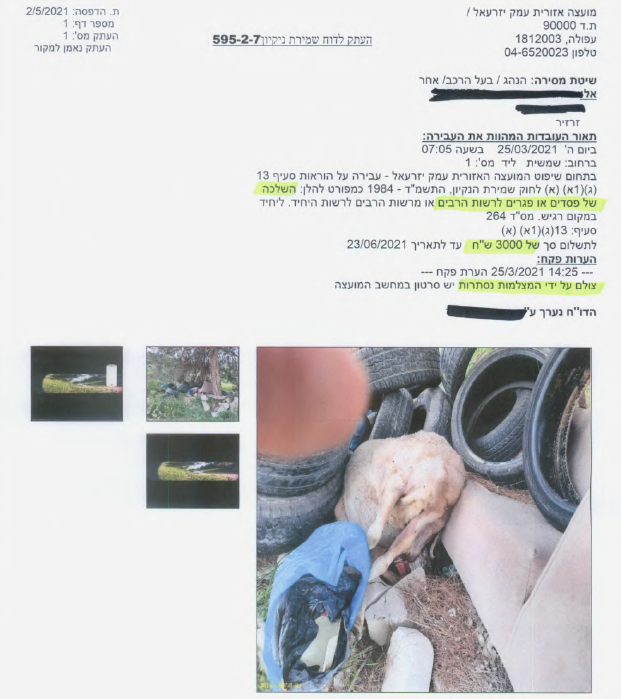 מועצה אזורית עמק יזרעאל /
ת.ד 90000
עפולה, 1812003
טלפון 04-6520023
ת. הדפסה: 2/5/2021
מספר דף: 1
העתק מס': 1
העתק נאמן למקור
העתק לדוח שמירת ניקיון 595-2-7
שיטת מסירה: הנהג / בעל הרכב/ אחר
אל:
זרזיר
תאור העובדות המהוות את העבירה:
ביום ה' 25/03/2021 בשעה 07:05
ברחוב: שמשית ליד מס': 1
בתחום שיפוט המועצה האזורית עמק יזרעאל - עבירה על הוראות סעיף 13
(ג)(1א) (א) לחוק שמירת הנקיון, התשמ"ד - 1984 כמפורט להלן: השלכה
של פסדים או פגרים לרשות הרבים או מרשות הרבים לרשות היחיד. ליחיד
במקום רגיש. מס"ד 264
סעיף: 13(ג)(1א) (א)
לתשלום סך של 3000 ש"ח עד לתאריך 23/06/2021
הערות פקח:
--- 25/3/2021 14:25 הערת פקח ---
צולם על ידי המצלמות נסתרות יש סרטון במחשב המועצה
הדו"ח נערך ע"י